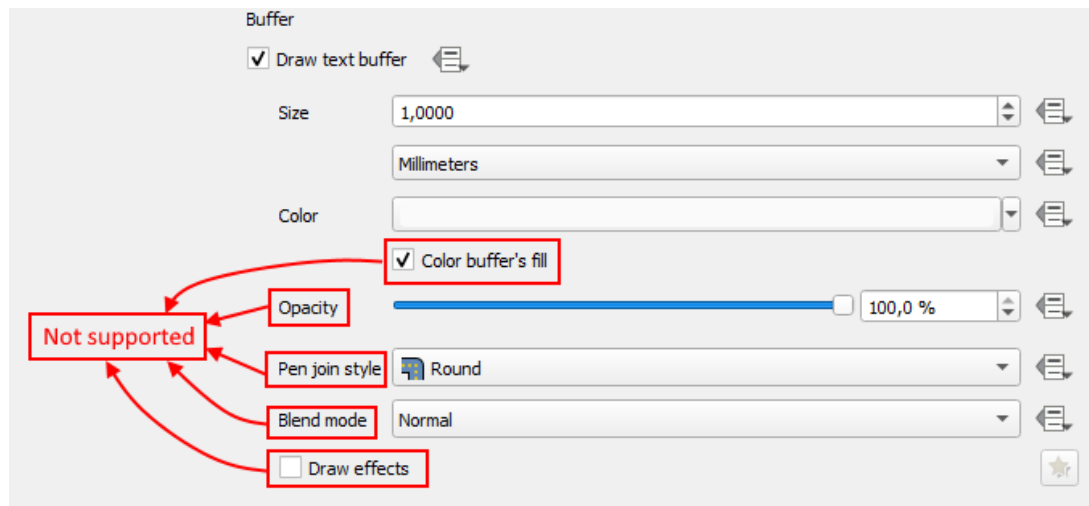 Buffer
Draw text buffer
Size
1,0000
Millimeters
Color
Color buffer's fill
Opacity
100,0 %
Not supported
Pen join style
Round
Blend mode
Normal
Draw effects